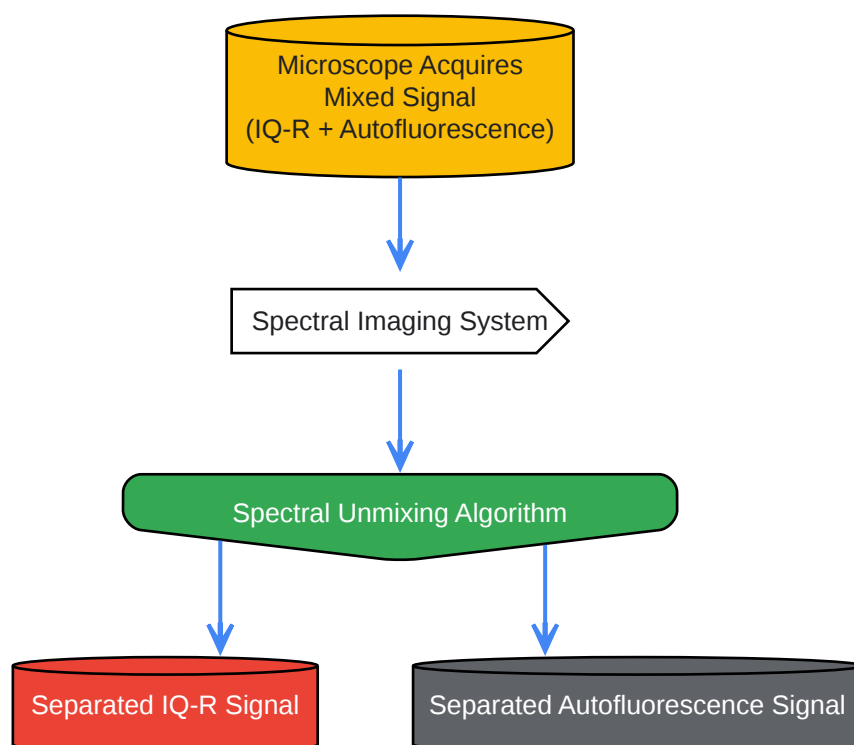 Microscope Acquires
Mixed Signal
(IQ-R + Autofluorescence)
Spectral Imaging System
Spectral Unmixing Algorithm
Separated IQ-R Signal
Separated Autofluorescence Signal